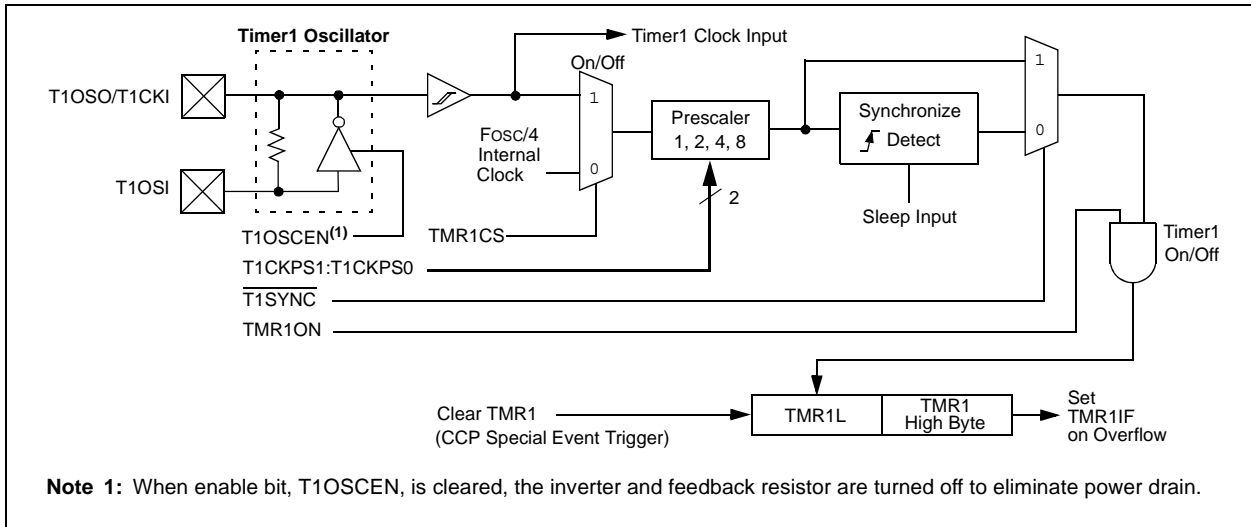 Timer1 Oscillator
Timer1 Clock Input
On/Off
T1OSO/T1CKI
1
1
FOSC/4
Internal
Clock
Prescaler
1, 2, 4, 8
Synchronize
Detect
0
0
T1OSI
2
Sleep Input
T1OSCEN(1)
TMR1CS
Timer1
On/Off
T1CKPS1:T1CKPS0
T1SYNC
TMR1ON
Clear TMR1
(CCP Special Event Trigger)
TMR1L
TMR1
High Byte
Set
TMR1IF
on Overflow
Note 1: When enable bit, T1OSCEN, is cleared, the inverter and feedback resistor are turned off to eliminate power drain.